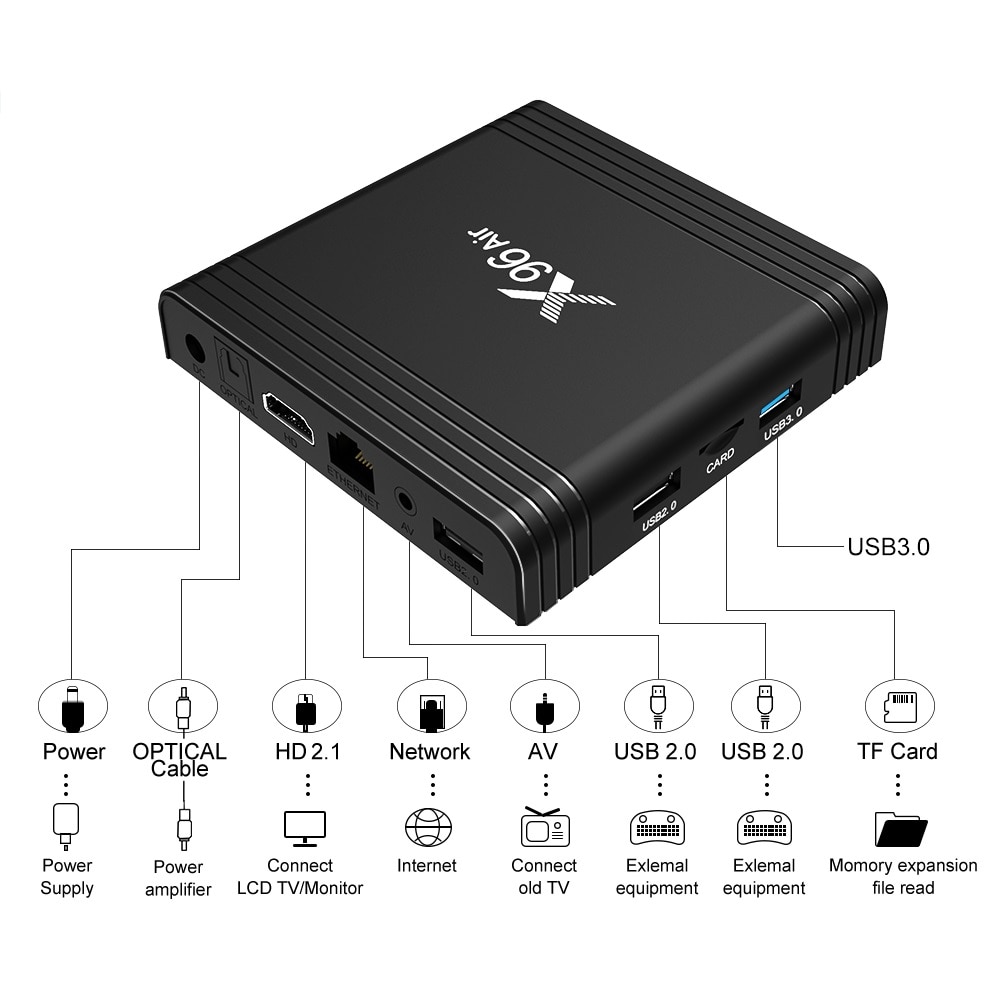 X96 Air
DC
OPTICAL
HD
ETHERNET
AV
USB2.0
USB2.0
CARD
USB3.0
USB3.0
Power
OPTICAL
Cable
HD 2.1
Network
AV
USB 2.0
USB 2.0
TF Card
Power
Supply
Power
amplifier
Connect
LCD TV/Monitor
Internet
Connect
old TV
Exlemal
equipment
Exlemal
equipment
Momory expansion
file read